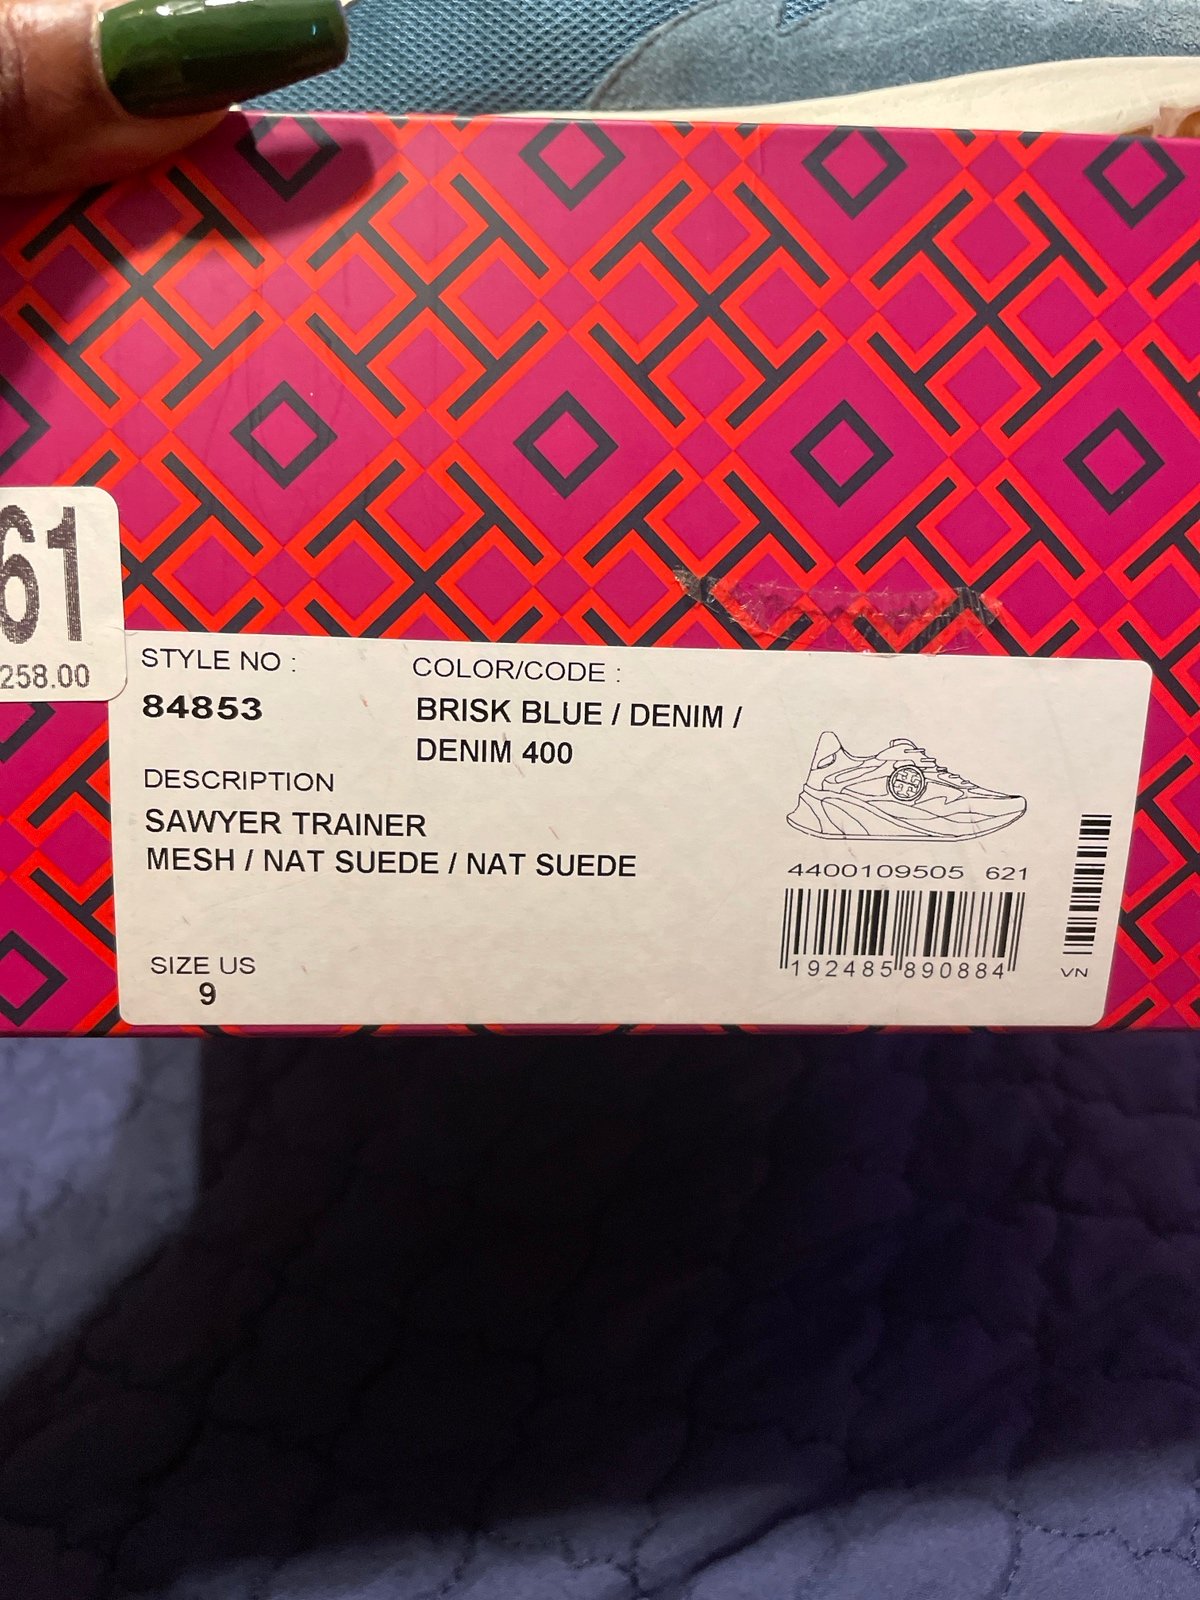 61
258.00
STYLE NO :
84853
COLOR/CODE :
BRISK BLUE / DENIM /
DENIM 400
DESCRIPTION
SAWYER TRAINER
MESH / NAT SUEDE / NAT SUEDE
SIZE US
9
4400109505 621
192485 890884
VN